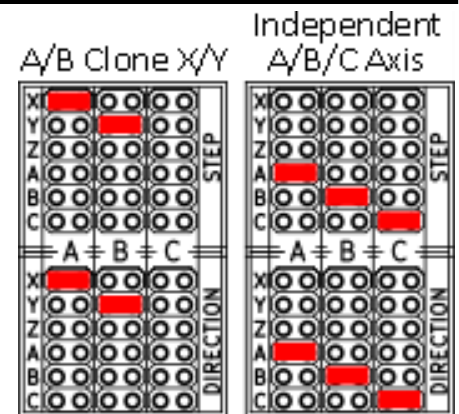 A/B Clone X/Y
X
Y
Z
A
B
C
STEP
A B C
X
Y
Z
A
B
C
DIRECTION
Independent
A/B/C Axis
X
Y
Z
A
B
C
STEP
A B C
X
Y
Z
A
B
C
DIRECTION